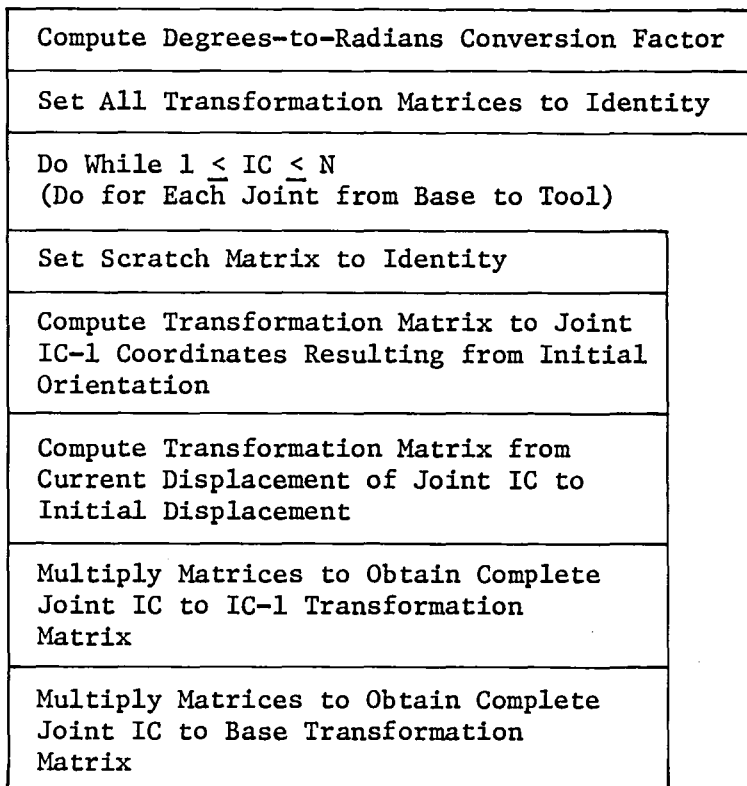 Compute Degrees-to-Radians Conversion Factor
Set All Transformation Matrices to Identity
Do While 1 ≤ IC ≤ N
(Do for Each Joint from Base to Tool)
Set Scratch Matrix to Identity
Compute Transformation Matrix to Joint
IC-1 Coordinates Resulting from Initial
Orientation
Compute Transformation Matrix from
Current Displacement of Joint IC to
Initial Displacement
Multiply Matrices to Obtain Complete
Joint IC to IC-1 Transformation
Matrix
Multiply Matrices to Obtain Complete
Joint IC to Base Transformation
Matrix